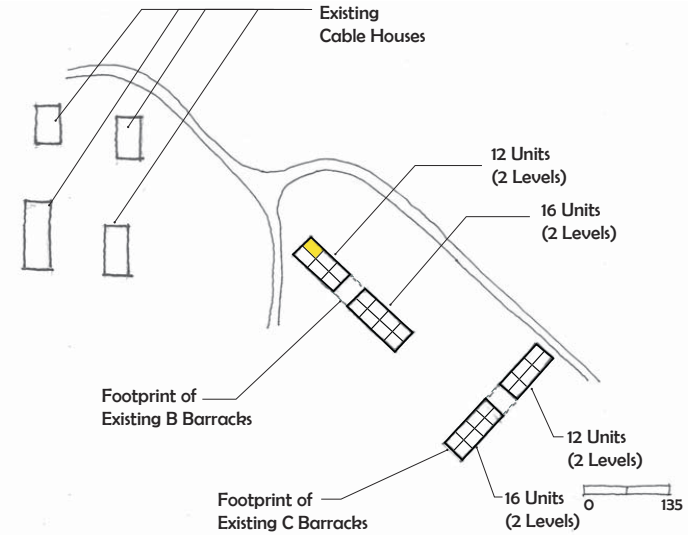 Existing
Cable Houses
12 Units
(2 Levels)
16 Units
(2 Levels)
Footprint of
Existing B Barracks
12 Units
(2 Levels)
Footprint of
Existing C Barracks
16 Units
(2 Levels)
0 135